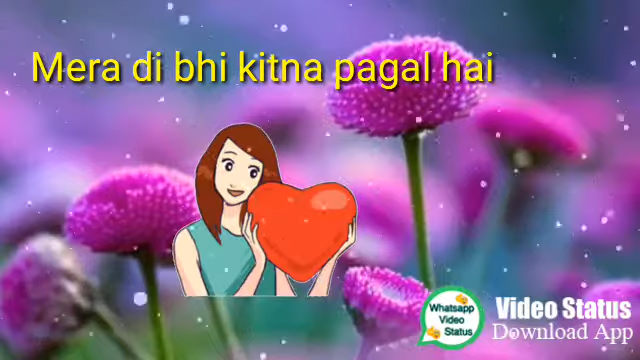 Mera di bhi kitna pagal hai
Whatsapp
Video
Status
Video Status
Download App